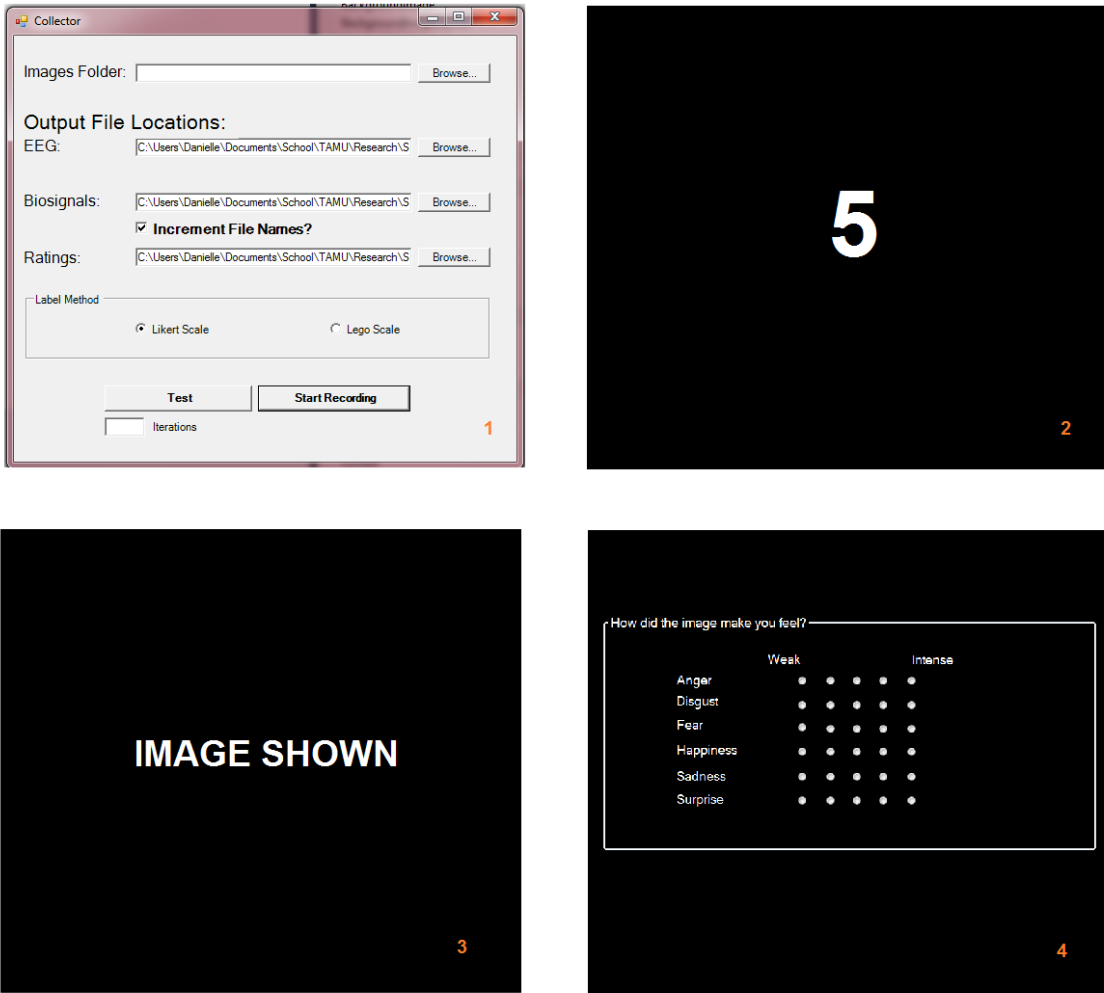 Collector
Images Folder:
Browse...
Output File Locations:
EEG:
C:\Users\Danielle\Documents\School\TAMU\Research\S
Browse...
Biosignals:
C:\Users\Danielle\Documents\School\TAMU\Research\S
Browse...
Increment File Names?
Ratings:
C:\Users\Danielle\Documents\School\TAMU\Research\S
Browse...
Label Method
Likert Scale
Lego Scale
Test
Start Recording
Iterations
1
5
2
IMAGE SHOWN
3
How did the image make you feel?
Weak Intense
Anger
Disgust
Fear
Happiness
Sadness
Surprise
4